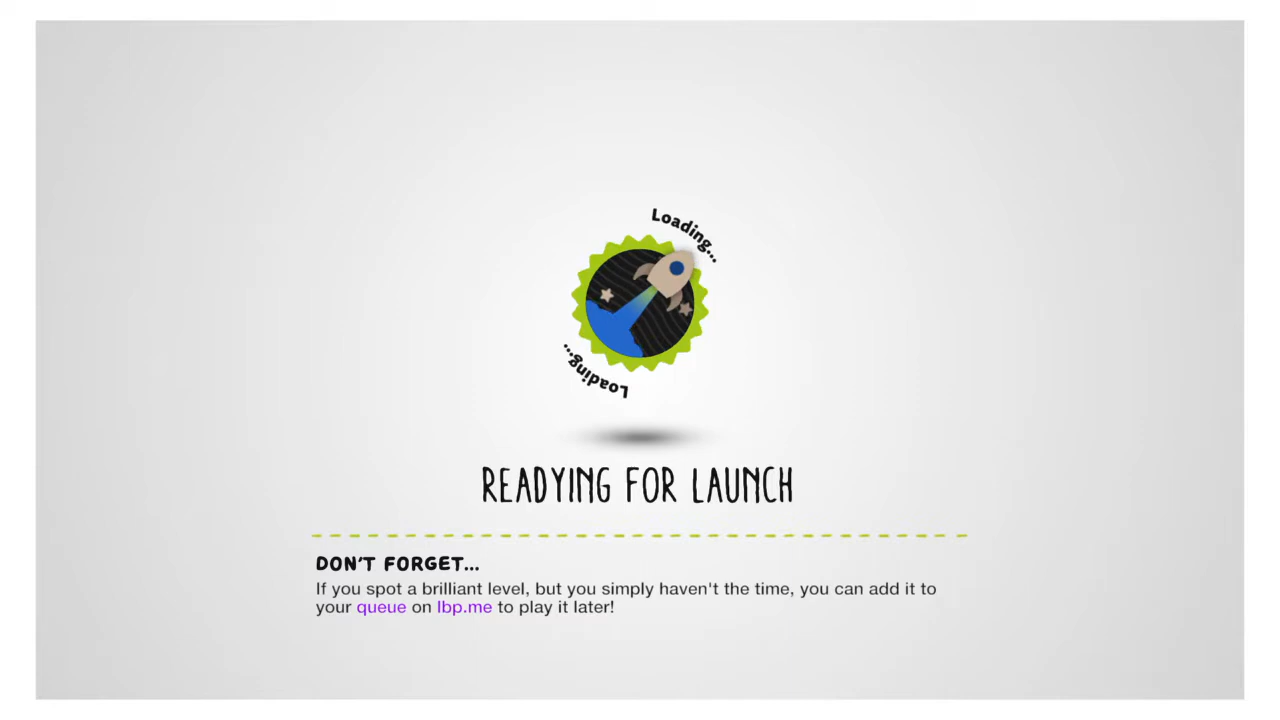 Loading...
Loading...
READYING FOR LAUNCH
DON'T FORGET...
If you spot a brilliant level, but you simply haven't the time, you can add it to
your queue on lbp.me to play it later!